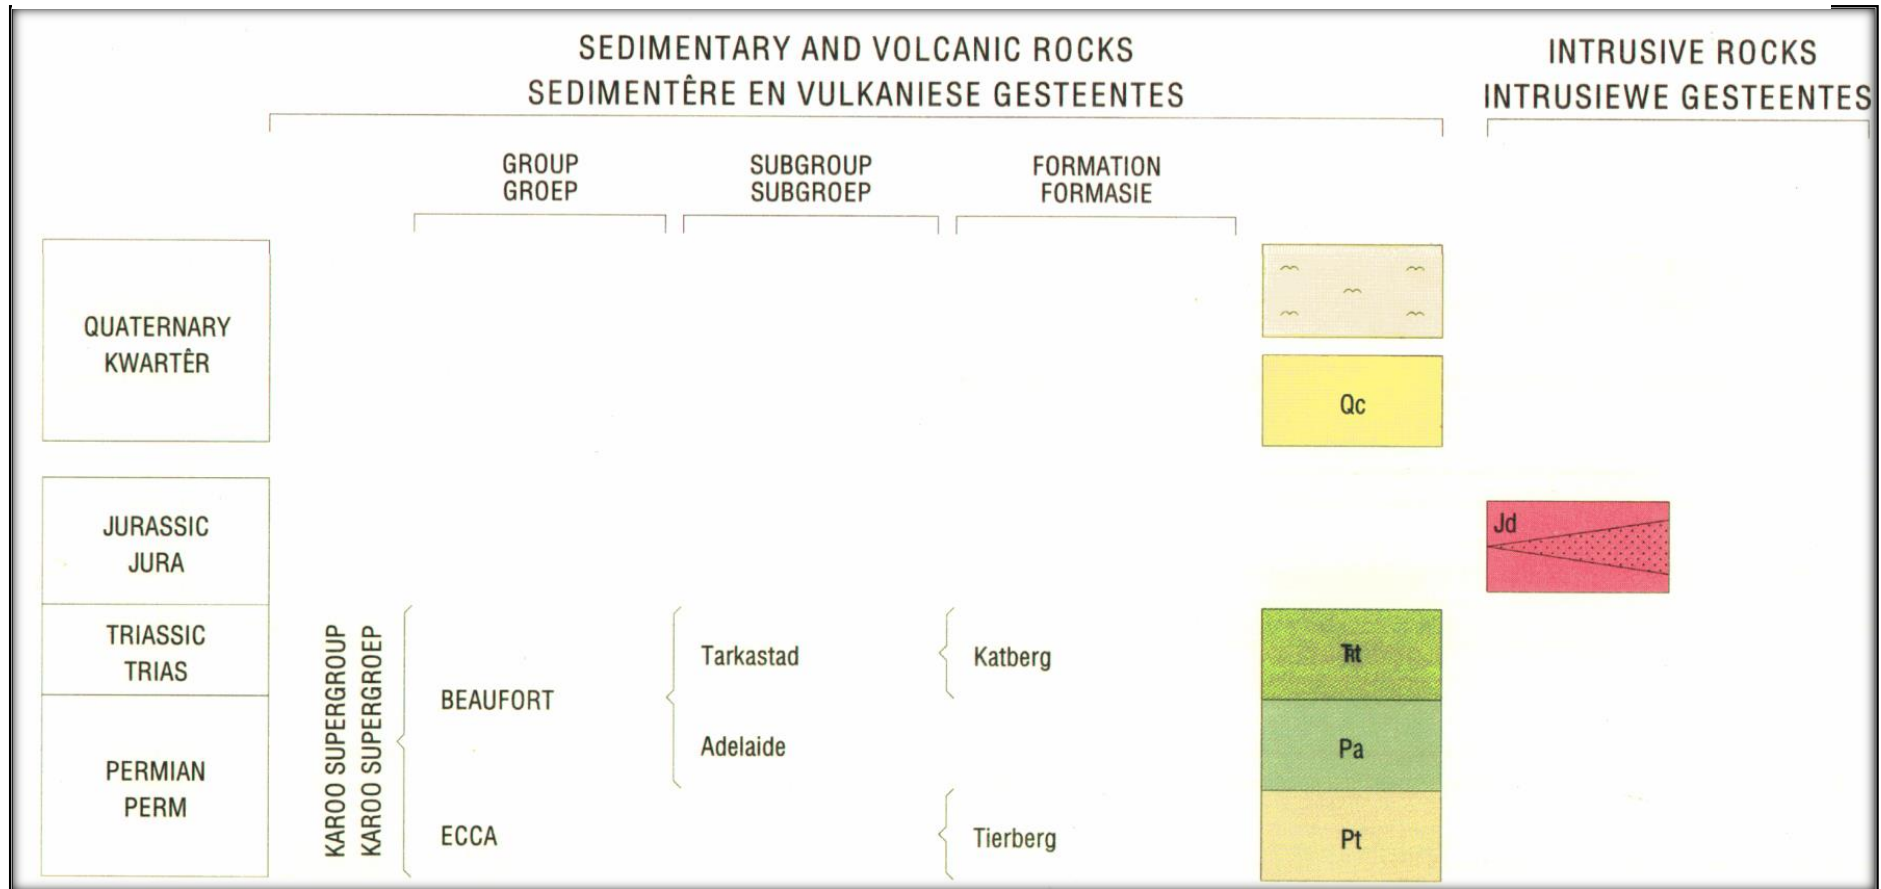 SEDIMENTARY AND VOLCANIC ROCKS
SEDIMENTÊRE EN VULKANIESE GESTEENTES
INTRUSIVE ROCKS
INTRUSIEWE GESTEENTES
GROUP
GROEP
SUBGROUP
SUBGROEP
FORMATION
FORMASIE
QUATERNARY
KWARTÊR
Qc
JURASSIC
JURA
Jd
TRIASSIC
TRIAS
PERMIAN
PERM
KAROO SUPERGROUP
KAROO SUPERGROEP
BEAUFORT
ECCA
Tarkastad
Adelaide
Katberg
Tierberg
Pa
Pt